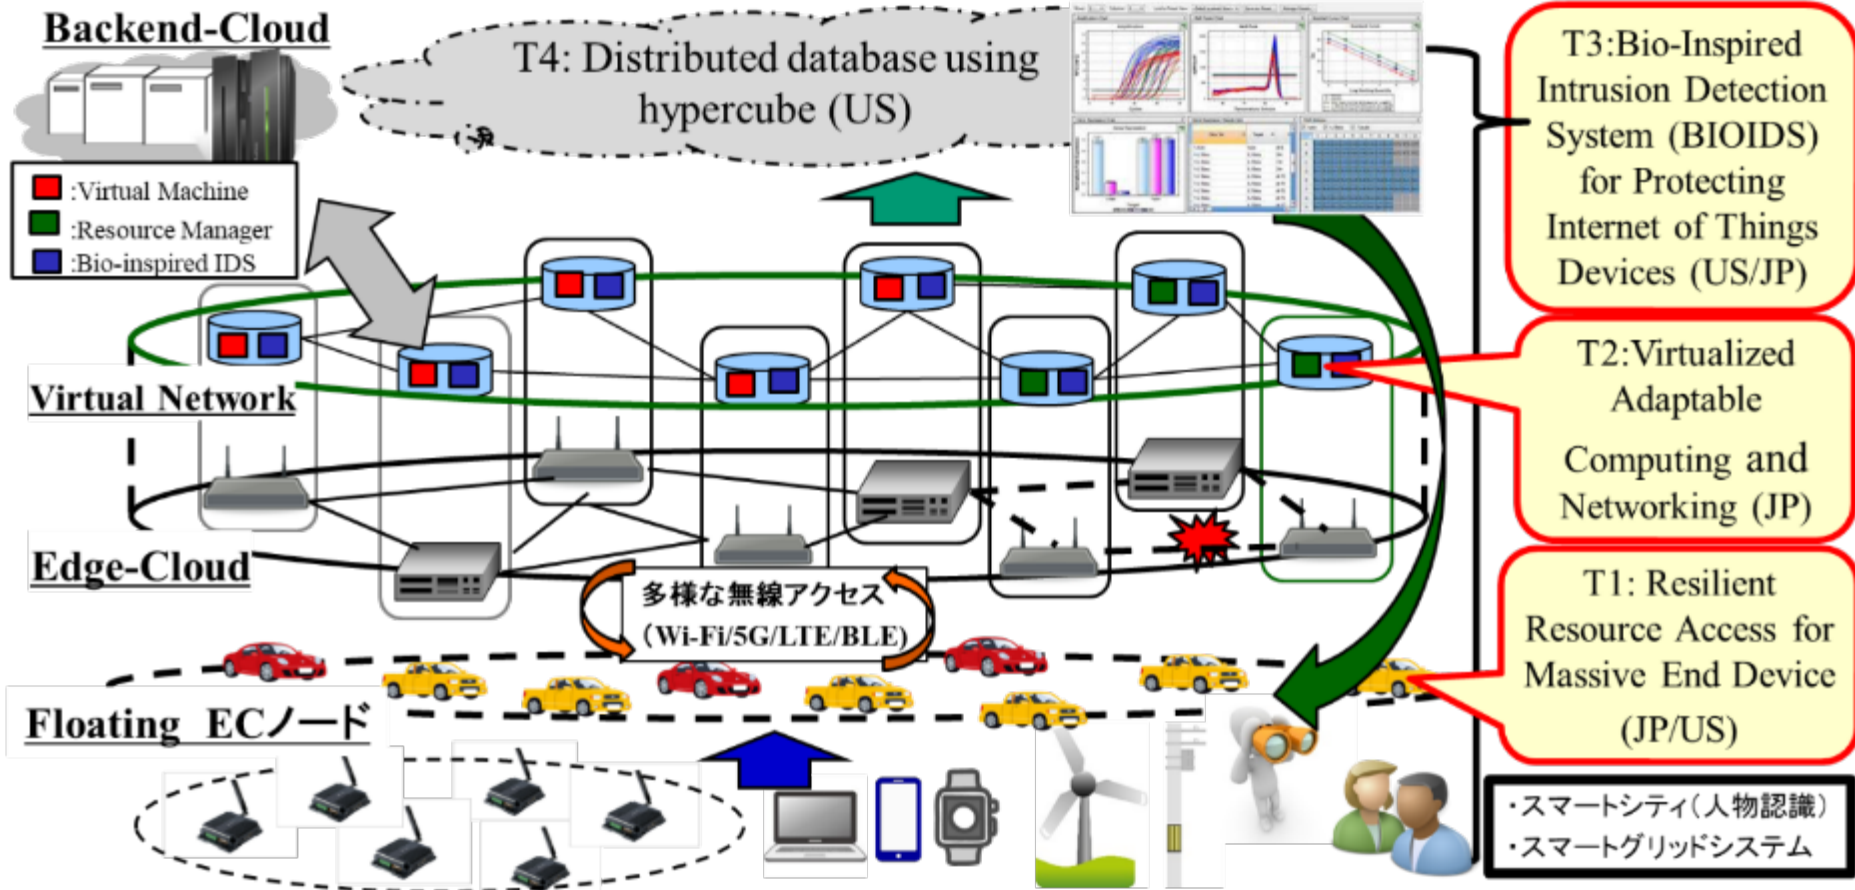 Backend-Cloud
T4: Distributed database using
hypercube (US)
:Virtual Machine
:Resource Manager
:Bio-inspired IDS
T3:Bio-Inspired
Intrusion Detection
System (BIOIDS)
for Protecting
Internet of Things
Devices (US/JP)
Virtual Network
T2:Virtualized
Adaptable
Computing and
Networking (JP)
Edge-Cloud
多様な無線アクセス
(Wi-Fi/5G/LTE/BLE)
T1: Resilient
Resource Access for
Massive End Device
(JP/US)
Floating ECノード
・スマートシティ(人物認識)
・スマートグリッドシステム